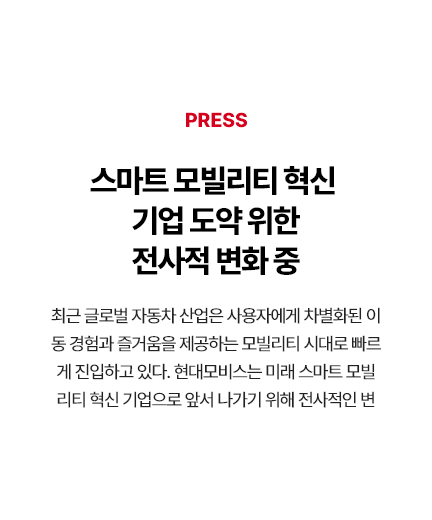 PRESS
스마트 모빌리티 혁신
기업 도약 위한
전사적 변화 중
최근 글로벌 자동차 산업은 사용자에게 차별화된 이
동 경험과 즐거움을 제공하는 모빌리티 시대로 빠르
게 진입하고 있다. 현대모비스는 미래 스마트 모빌
리티 혁신 기업으로 앞서 나가기 위해 전사적인 변